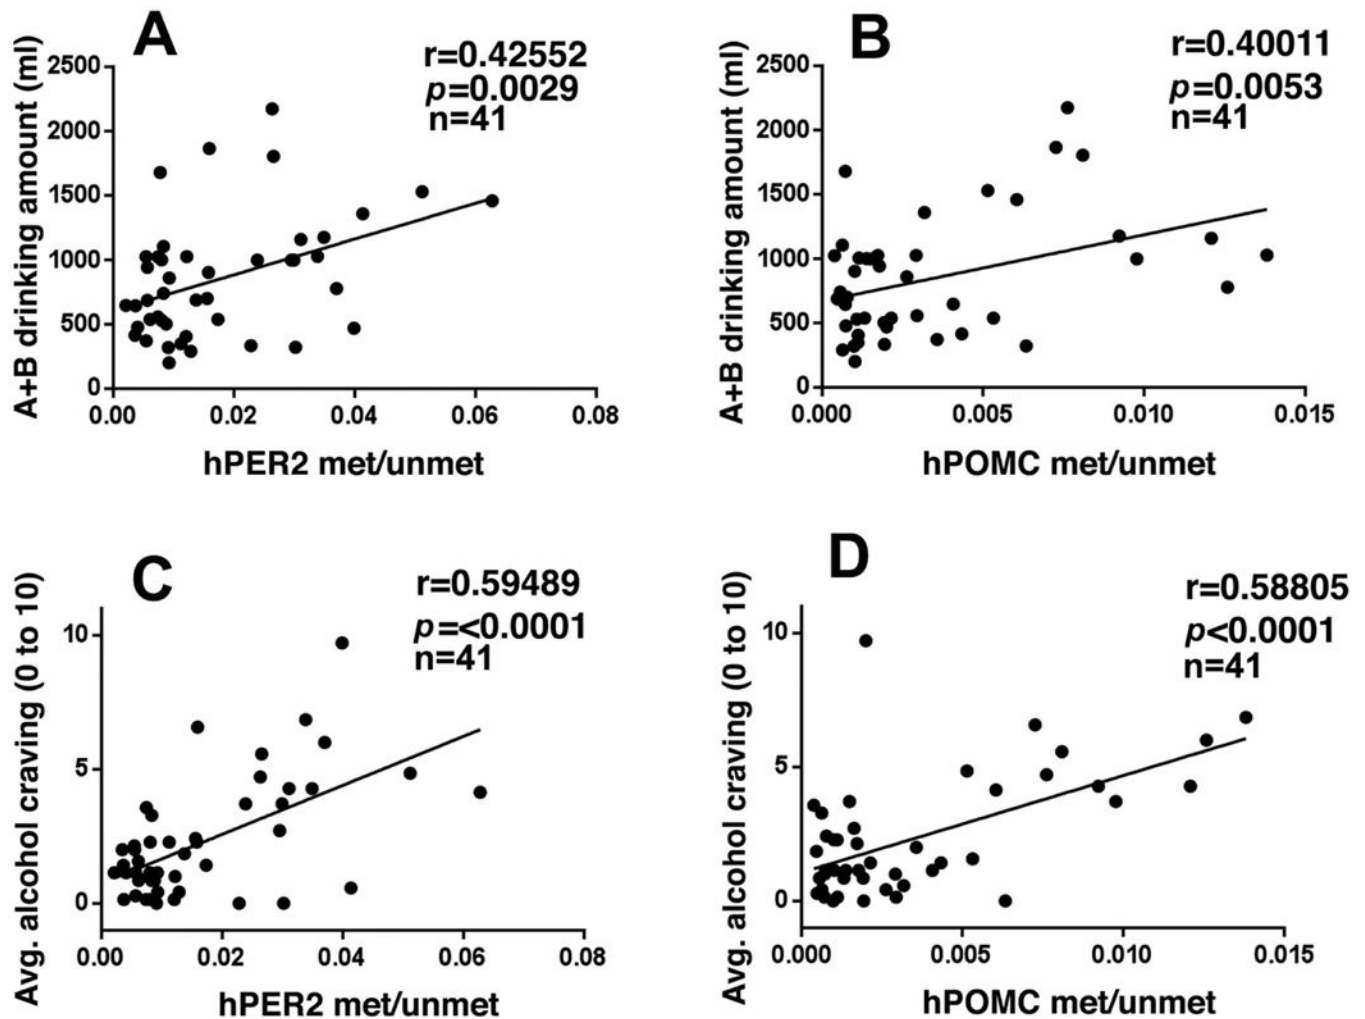 A
r=0.42552
p=0.0029
n=41
A+B drinking amount (ml)
2500
2000
1500
1000
500
0
0.00 0.02 0.04 0.06 0.08
hPER2 met/unmet
B
r=0.40011
p=0.0053
n=41
A+B drinking amount (ml)
2500
2000
1500
1000
500
0
0.000 0.005 0.010 0.015
hPOMC met/unmet
C
r=0.59489
p=<0.0001
n=41
Avg. alcohol craving (0 to 10)
10
5
0
0.00 0.02 0.04 0.06 0.08
hPER2 met/unmet
D
r=0.58805
p<0.0001
n=41
Avg. alcohol craving (0 to 10)
10
5
0
0.000 0.005 0.010 0.015
hPOMC met/unmet